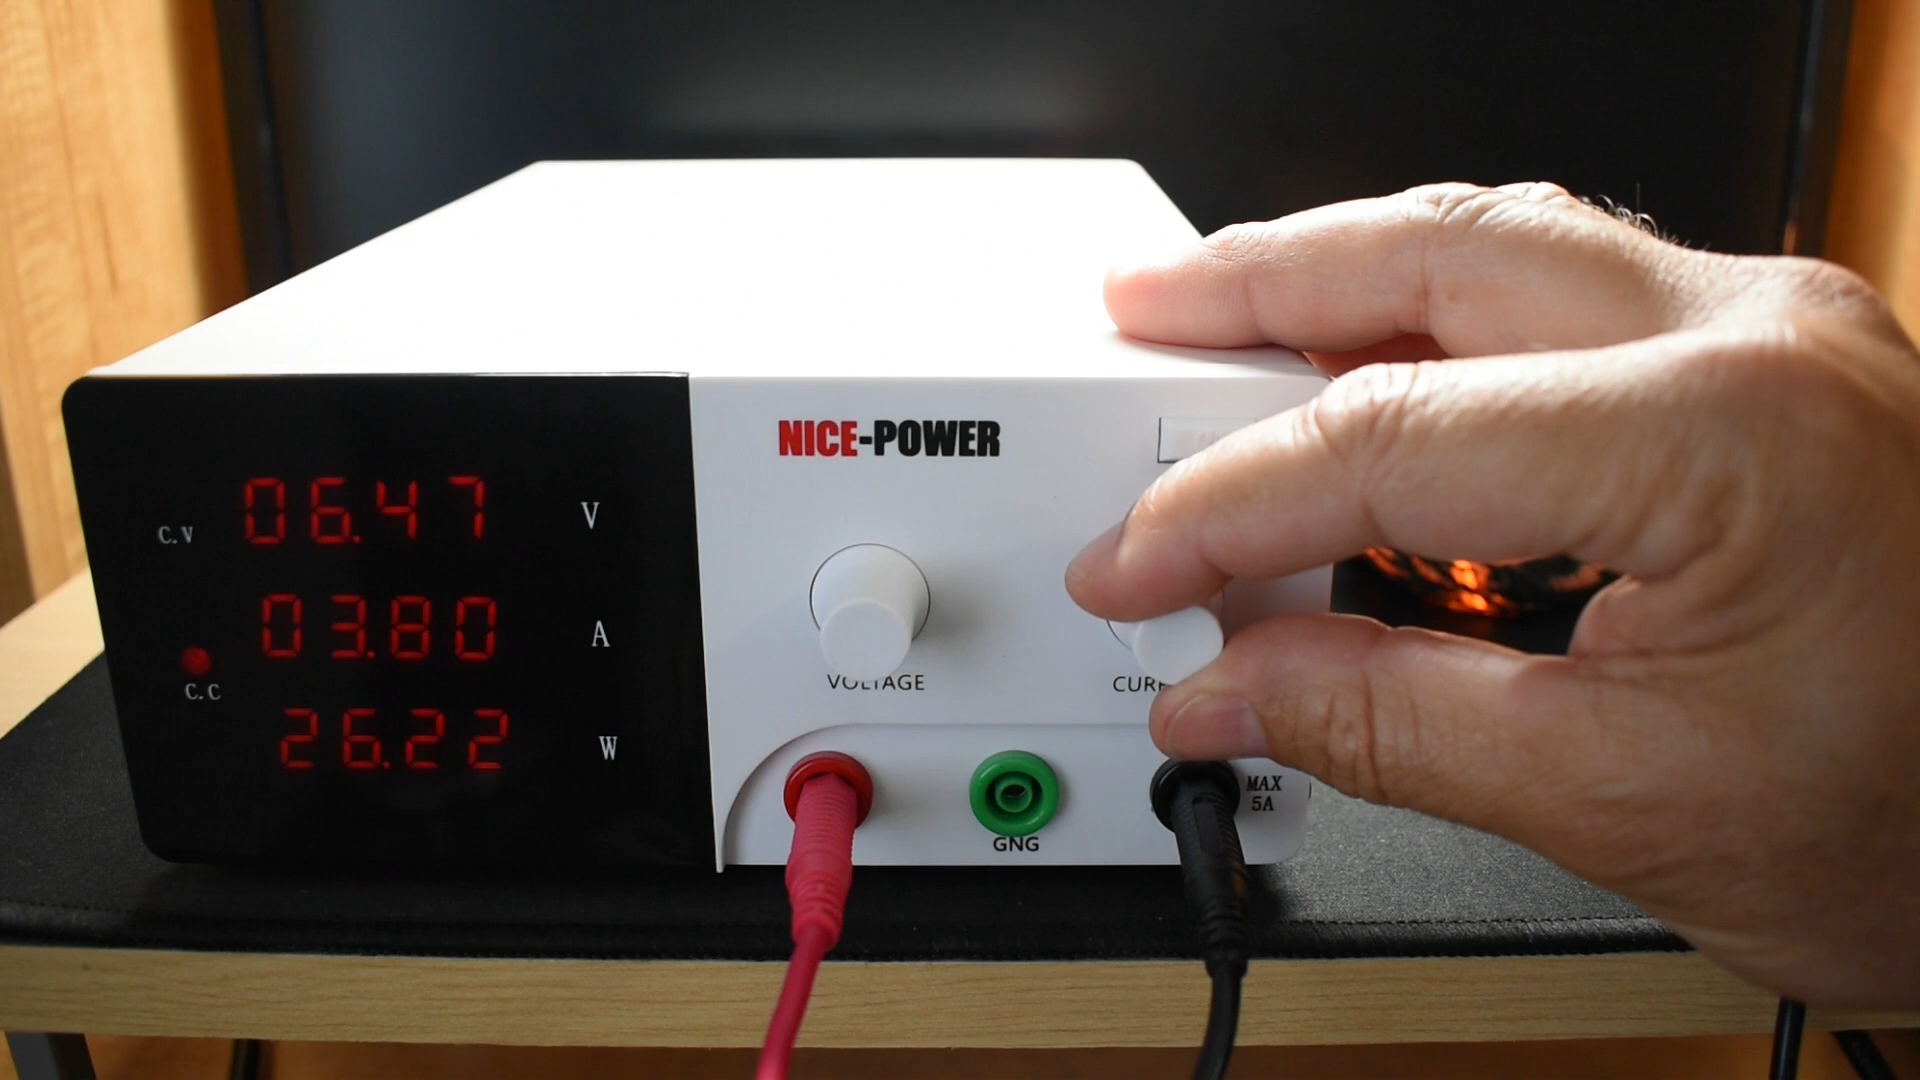 NICE-POWER
06.47 V
C.V
03.80 A
C.C
26.22 W
VOLTAGE
MAX
5A
GNG